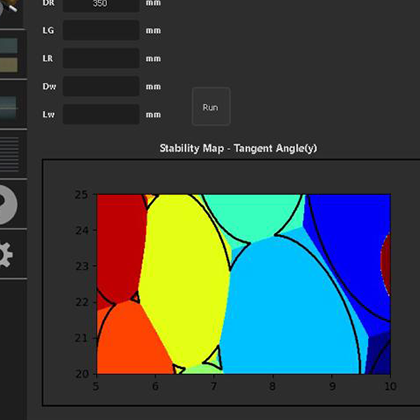 DR 350 mm
LG mm
LR mm
Dw mm
Lw mm
Run
Stability Map - Tangent Angle(y)
25
24
23
22
21
20
5 6 7 8 9 10
?